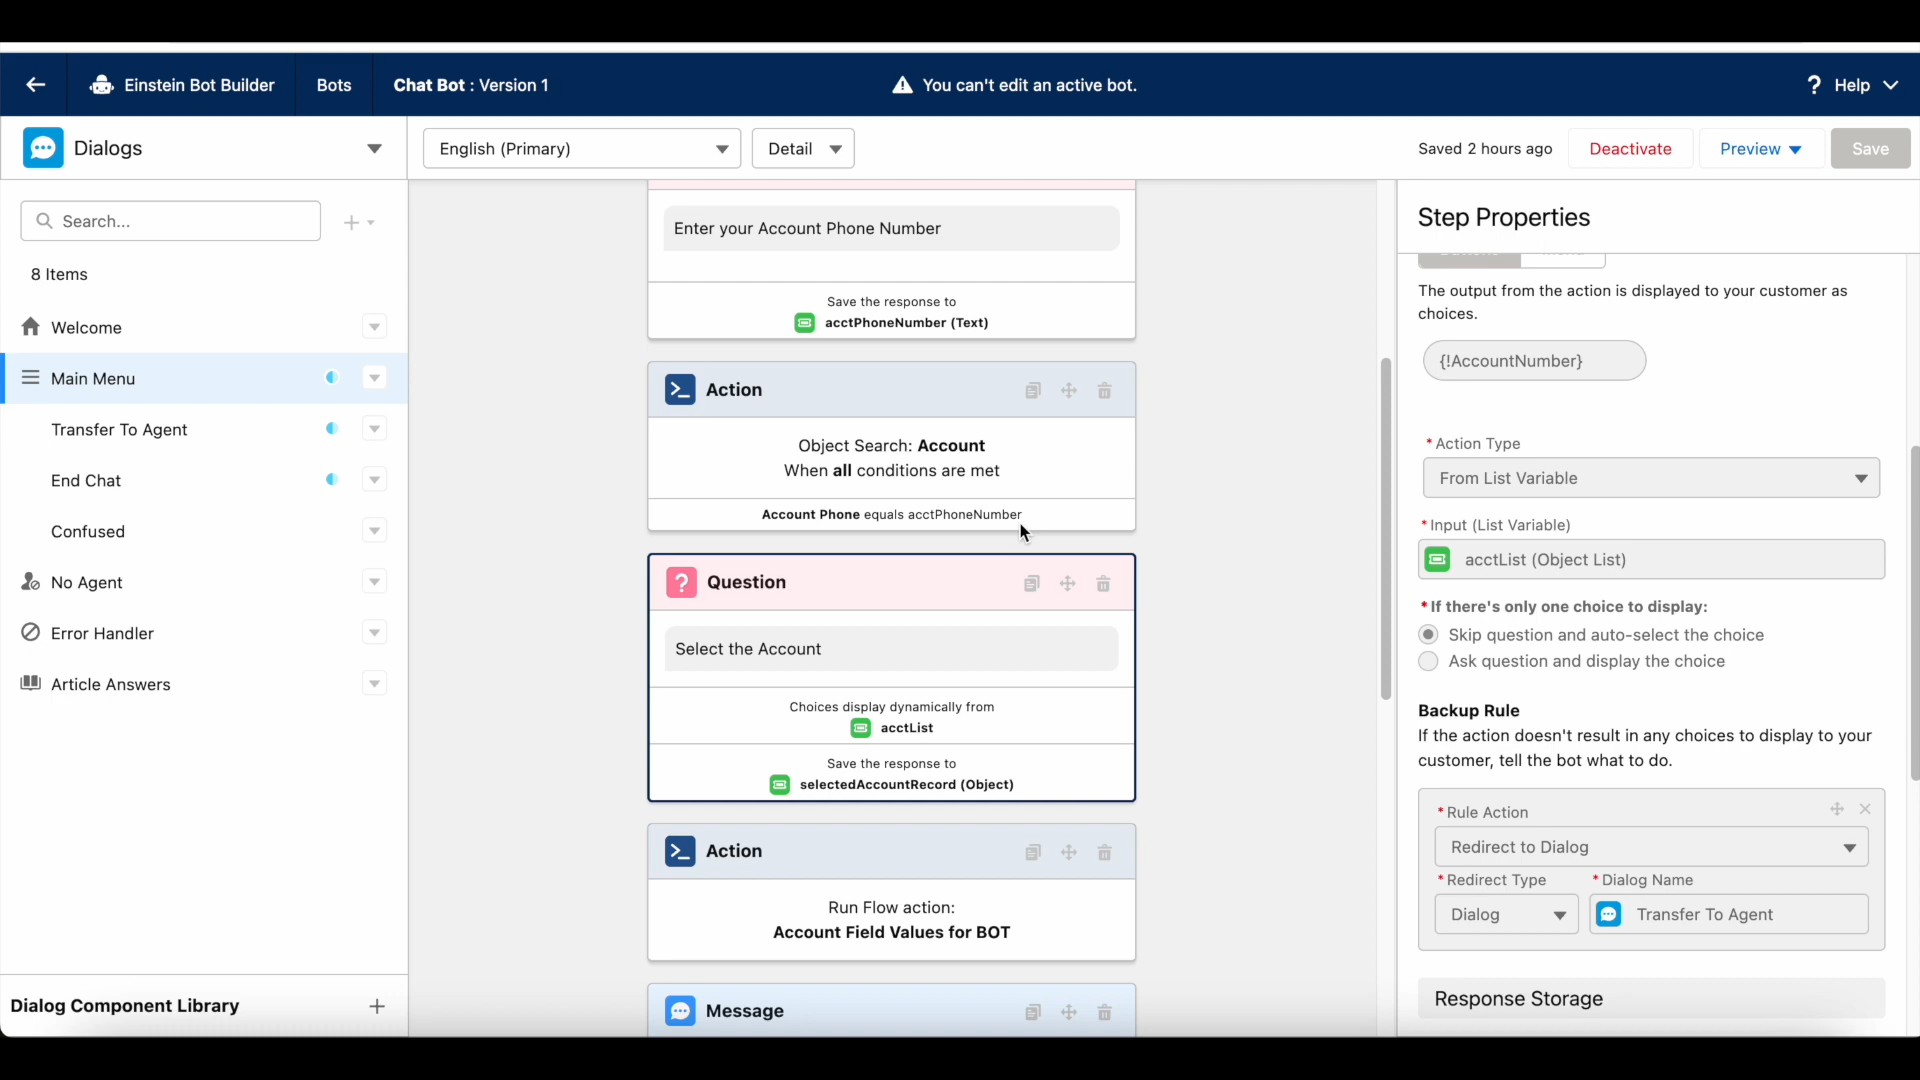 Einstein Bot Builder
Bots
Chat Bot : Version 1
You can't edit an active bot.
? Help
Dialogs
English (Primary)
Detail
Saved 2 hours ago
Deactivate
Preview
Save
Search...
8 Items
Welcome
Main Menu
Transfer To Agent
End Chat
Confused
No Agent
Error Handler
Article Answers
Dialog Component Library
Enter your Account Phone Number
Save the response to
acctPhoneNumber (Text)
Action
Object Search: Account
When all conditions are met
Account Phone equals acctPhoneNumber
? Question
Select the Account
Choices display dynamically from
acctList
Save the response to
selectedAccountRecord (Object)
Action
Run Flow action:
Account Field Values for BOT
Message
Step Properties
The output from the action is displayed to your customer as
choices.
{!AccountNumber}
* Action Type
From List Variable
* Input (List Variable)
acctList (Object List)
* If there's only one choice to display:
Skip question and auto-select the choice
Ask question and display the choice
Backup Rule
If the action doesn't result in any choices to display to your
customer, tell the bot what to do.
* Rule Action
Redirect to Dialog
* Redirect Type
* Dialog Name
Dialog
Transfer To Agent
Response Storage